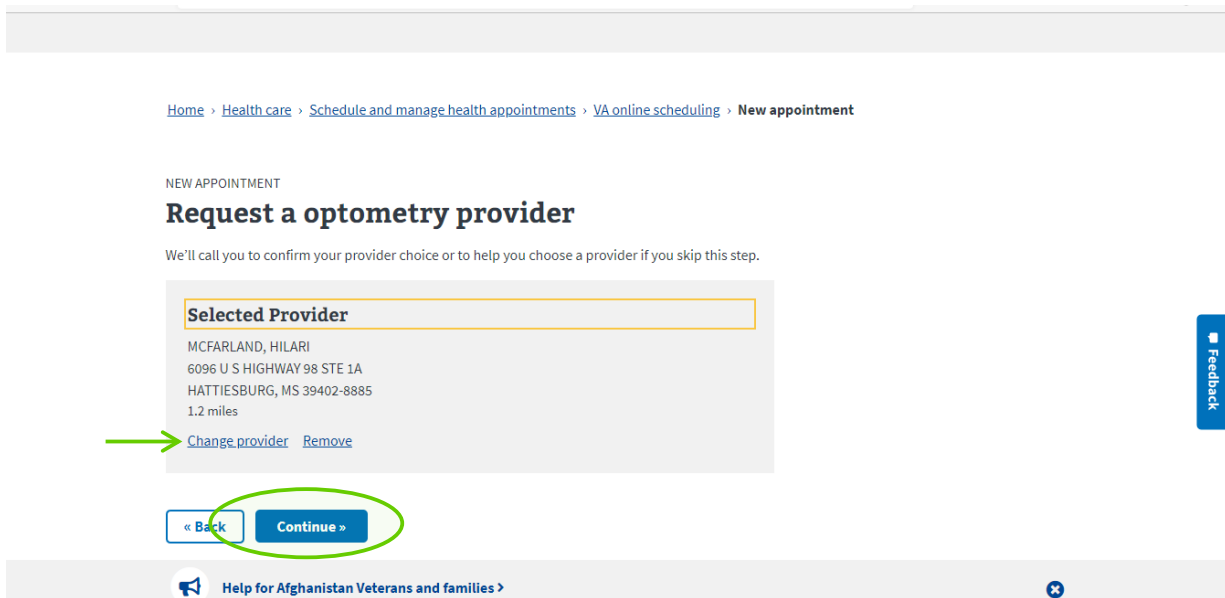 Home › Health care › Schedule and manage health appointments › VA online scheduling › New appointment
NEW APPOINTMENT
Request a optometry provider
We’ll call you to confirm your provider choice or to help you choose a provider if you skip this step.
Selected Provider
MCFARLAND, HILARI
6096 U S HIGHWAY 98 STE 1A
HATTIESBURG, MS 39402-8885
1.2 miles
Change provider Remove
« Back Continue »
Feedback
Help for Afghanistan Veterans and families >